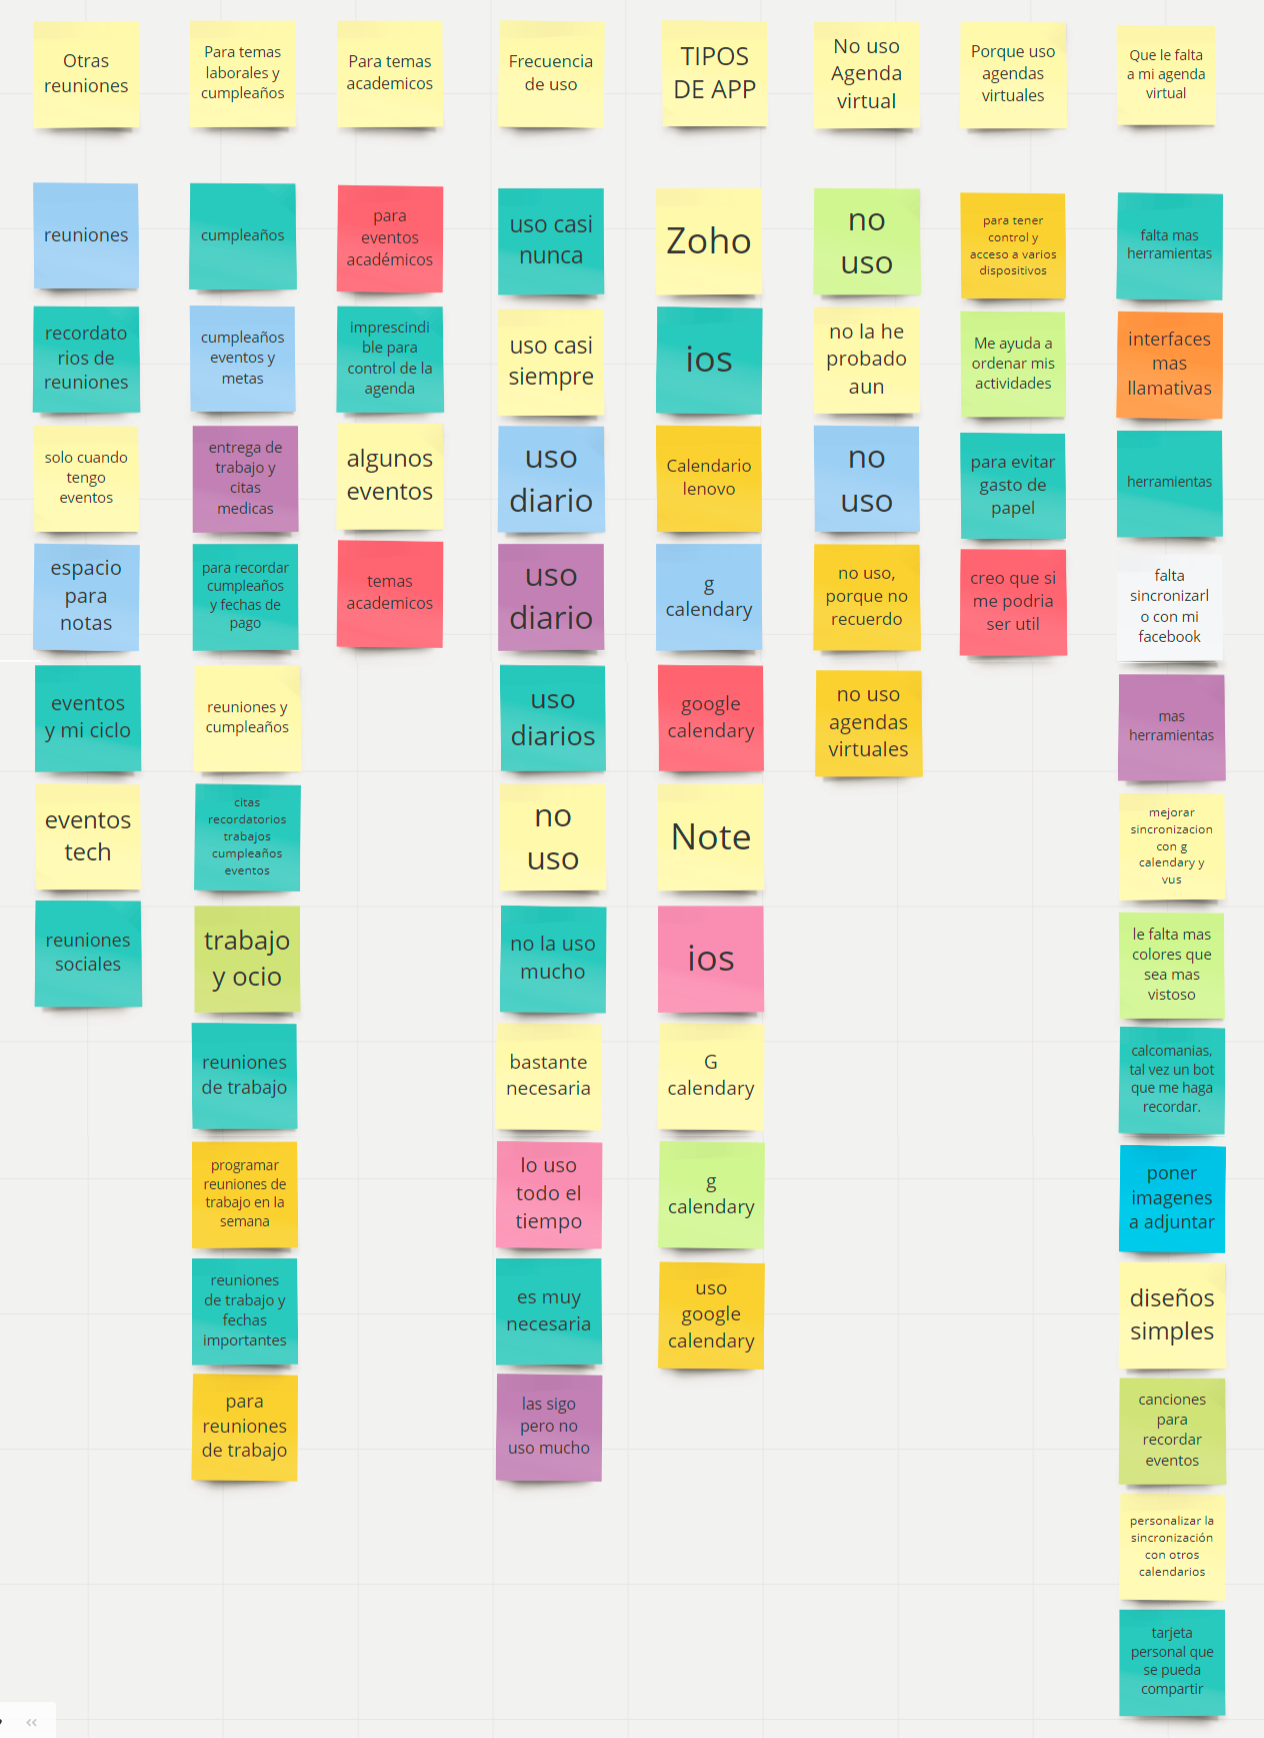 Otras
reuniones
Para temas
laborales y
cumpleaños
Para temas
academicos
Frecuencia
de uso
TIPOS
DE APP
No uso
Agenda
virtual
Porque uso
agendas
virtuales
Que le falta
a mi agenda
virtual
reuniones
recordato
rios de
reuniones
solo cuando
tengo
eventos
espacio
para
notas
eventos
y mi ciclo
eventos
tech
reuniones
sociales
cumpleaños
cumpleaños
eventos y
metas
entrega de
trabajo y
citas
medicas
para recordar
cumpleaños
y fechas de
pago
reuniones y
cumpleaños
citas
recordatorios
trabajos
cumpleaños
eventos
trabajo
y ocio
reuniones
de trabajo
programar
reuniones de
trabajo en la
semana
reuniones
de trabajo y
fechas
importantes
para
reuniones
de trabajo
para
eventos
académicos
imprescindi
ble para
control de la
agenda
algunos
eventos
temas
academicos
uso casi
nunca
uso casi
siempre
uso
diario
uso
diario
uso
diarios
no
uso
no la uso
mucho
bastante
necesaria
lo uso
todo el
tiempo
es muy
necesaria
las sigo
pero no
uso mucho
Zoho
ios
Calendario
lenovo
g
calendary
google
calendary
Note
ios
G
calendary
g
calendary
uso
google
calendary
no
uso
no la he
probado
aun
no
uso
no uso,
porque no
recuerdo
no uso
agendas
virtuales
para tener
control y
acceso a varios
dispositivos
Me ayuda a
ordenar mis
actividades
para evitar
gasto de
papel
creo que si
me podria
ser util
falta mas
herramientas
interfaces
mas
llamativas
herramientas
falta
sincronizarl
o con mi
facebook
mas
herramientas
mejorar
sincronizacion
con g
calendary y
vus
le falta mas
colores que
sea mas
vistoso
calcomanias,
tal vez un bot
que me haga
recordar.
poner
imagenes
a adjuntar
diseños
simples
canciones
para
recordar
eventos
personalizar la
sincronización
con otros
calendarios
tarjeta
personal que
se pueda
compartir